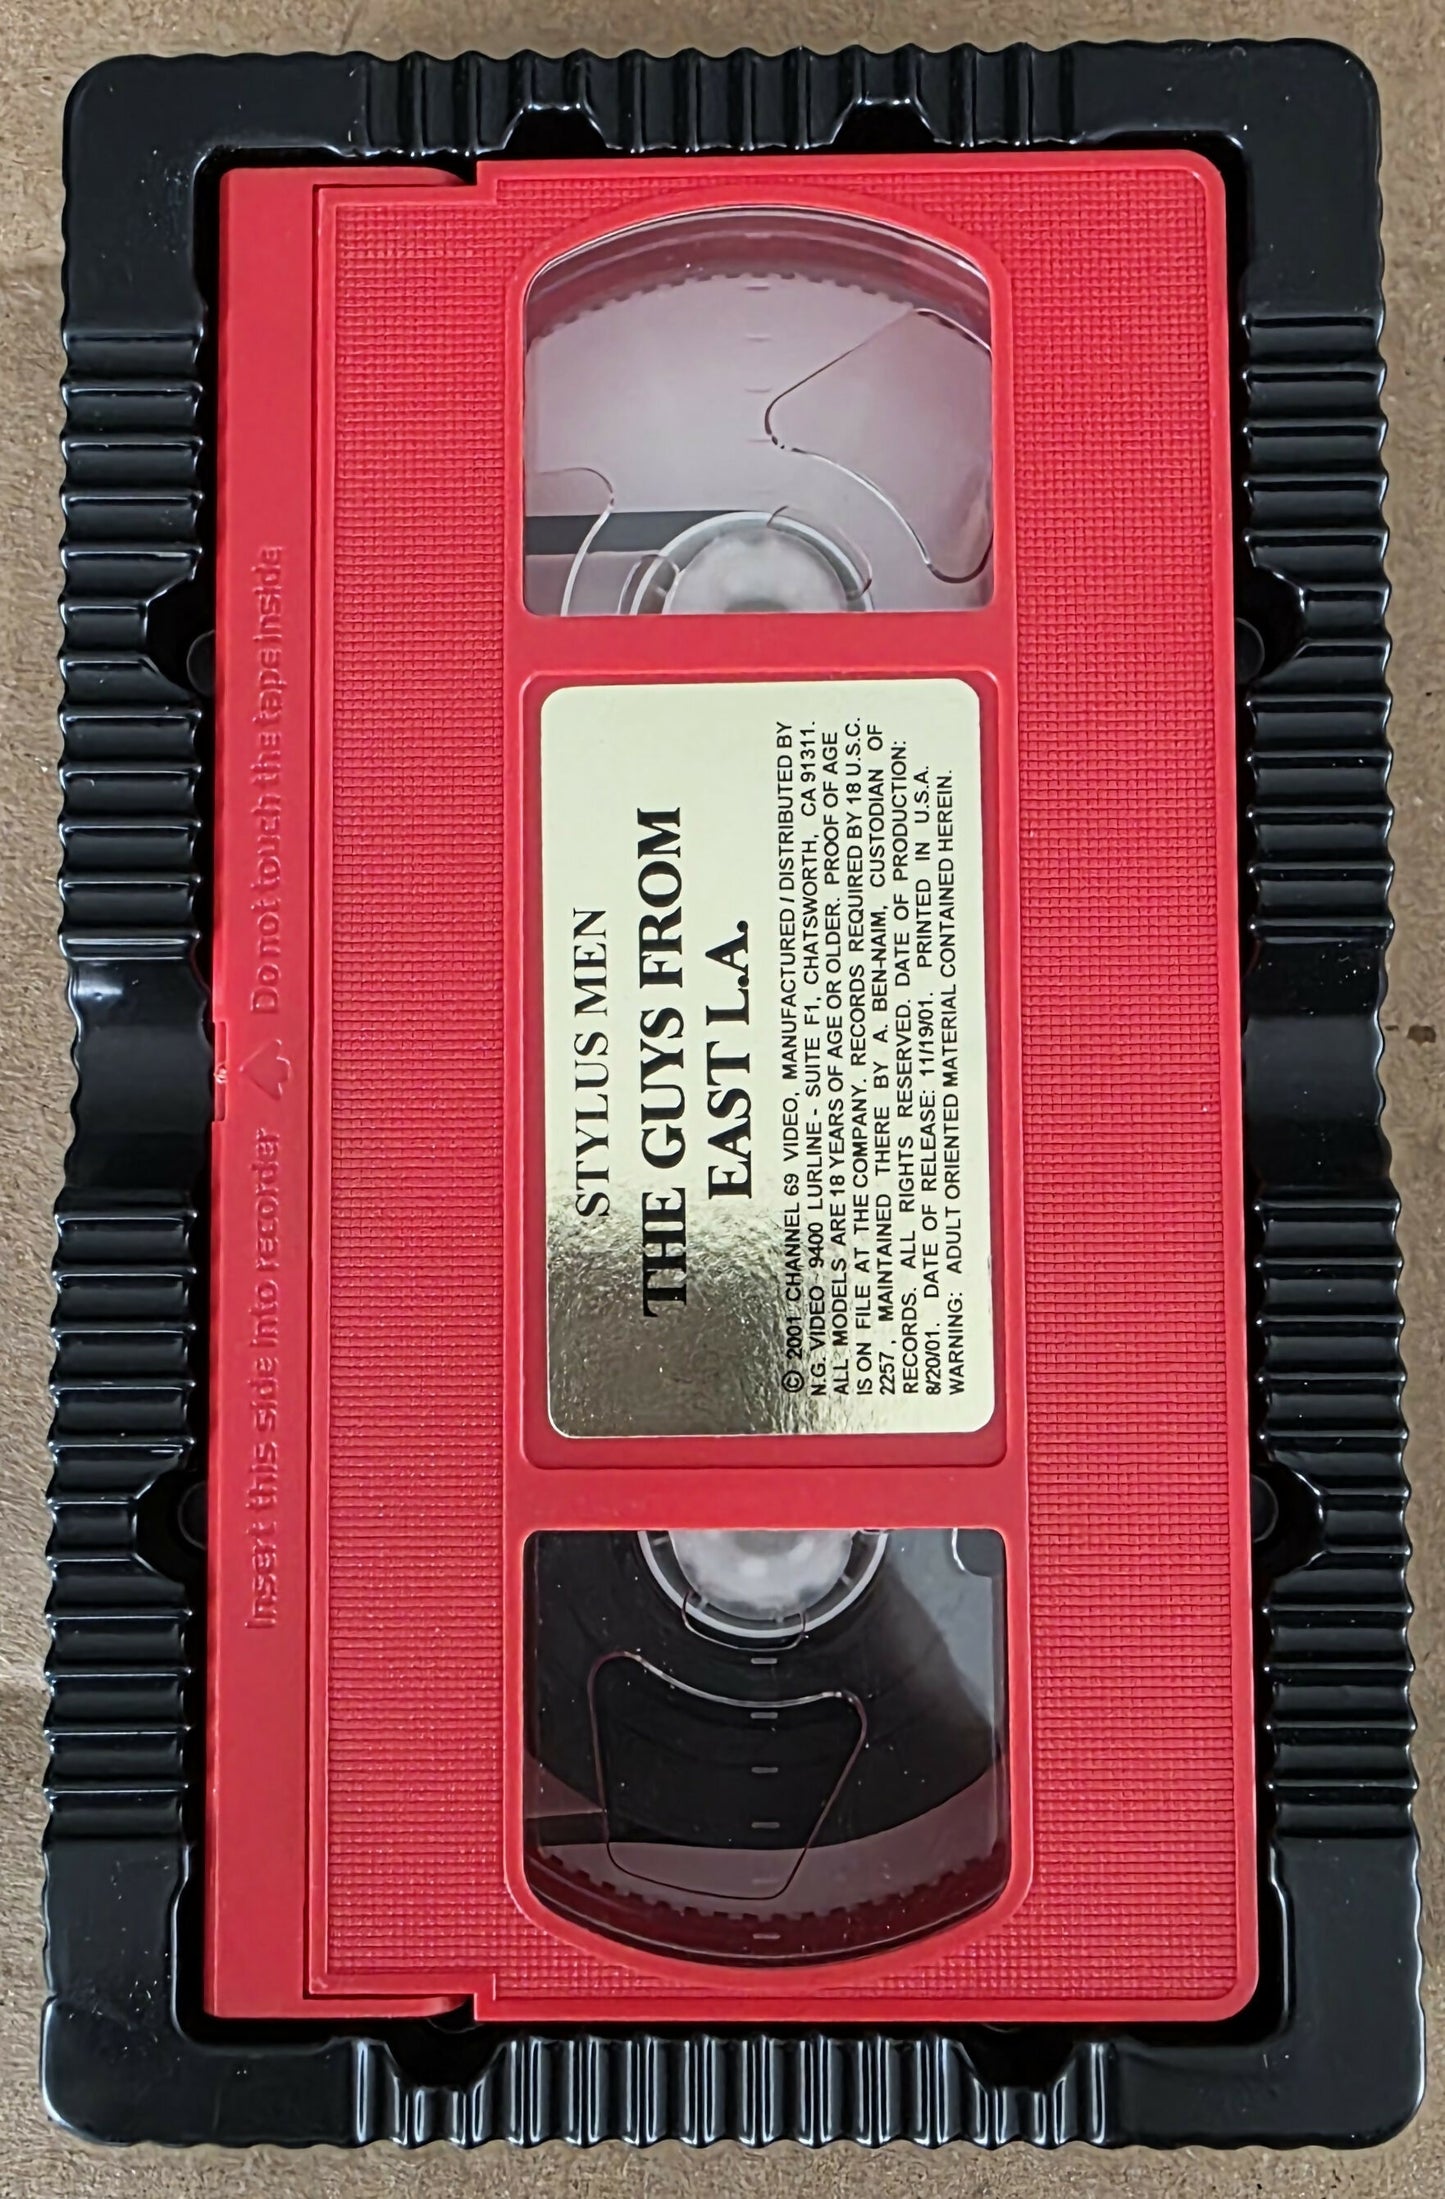 Insert this side into recorder
Do not touch the tape inside
STYLUS MEN
THE GUYS FROM
EAST L.A.
© 2001 CHANNEL 69 VIDEO, MANUFACTURED / DISTRIBUTED BY
N.G. VIDEO - 9400 LURLINE - SUITE F1, CHATSWORTH, CA 91311.
ALL MODELS ARE 18 YEARS OF AGE OR OLDER. PROOF OF AGE
IS ON FILE AT THE COMPANY. RECORDS REQUIRED BY 18 U.S.C.
2257 , MAINTAINED THERE BY A. BEN-NAIM, CUSTODIAN OF
RECORDS. ALL RIGHTS RESERVED. DATE OF PRODUCTION:
8/20/01. DATE OF RELEASE: 11/19/01. PRINTED IN U.S.A.
WARNING: ADULT ORIENTED MATERIAL CONTAINED HEREIN.